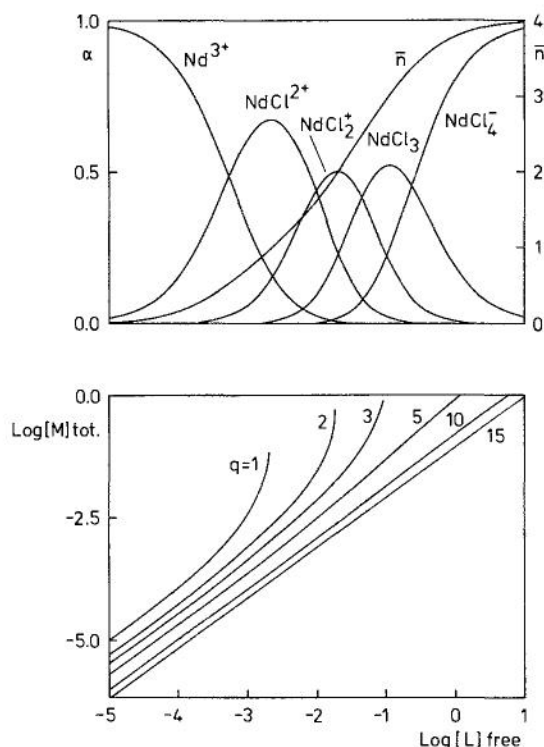 1.0
4
α
n̄
Nd³⁺
n̄
NdCl²⁺
NdCl₂⁺
NdCl₃
NdCl₄⁻
3
0.5
2
1
0.0
0
0.0
Log[M]tot.
q=1
2
3
5
10
15
-2.5
-5.0
-5 -4 -3 -2 -1 0 1
Log[L]free